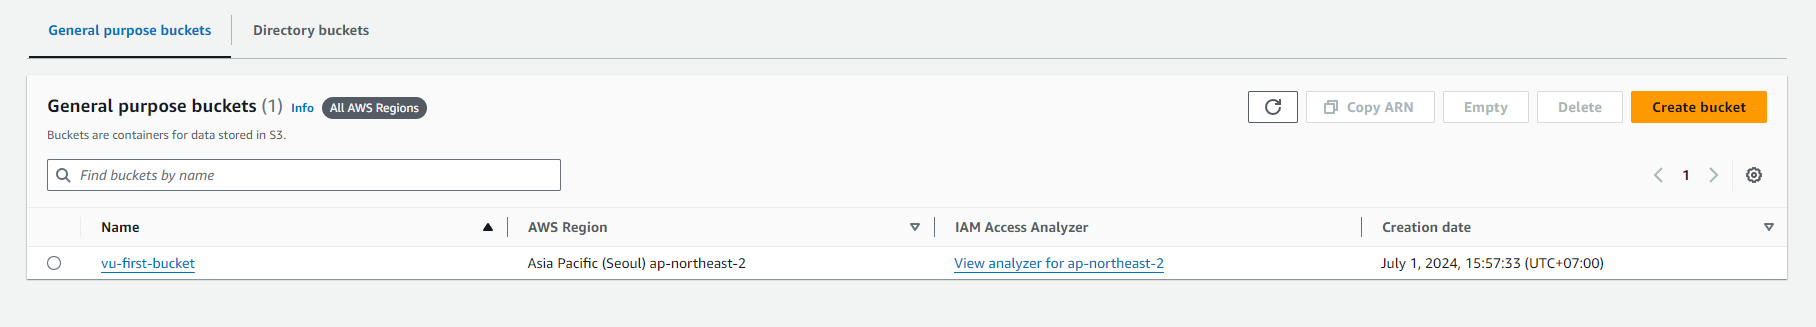 General purpose buckets Directory buckets
General purpose buckets (1) Info All AWS Regions Copy ARN Empty Delete Create bucket
Buckets are containers for data stored in S3.
Find buckets by name 1
Name AWS Region IAM Access Analyzer Creation date
vu-first-bucket Asia Pacific (Seoul) ap-northeast-2 View analyzer for ap-northeast-2 July 1, 2024, 15:57:33 (UTC+07:00)